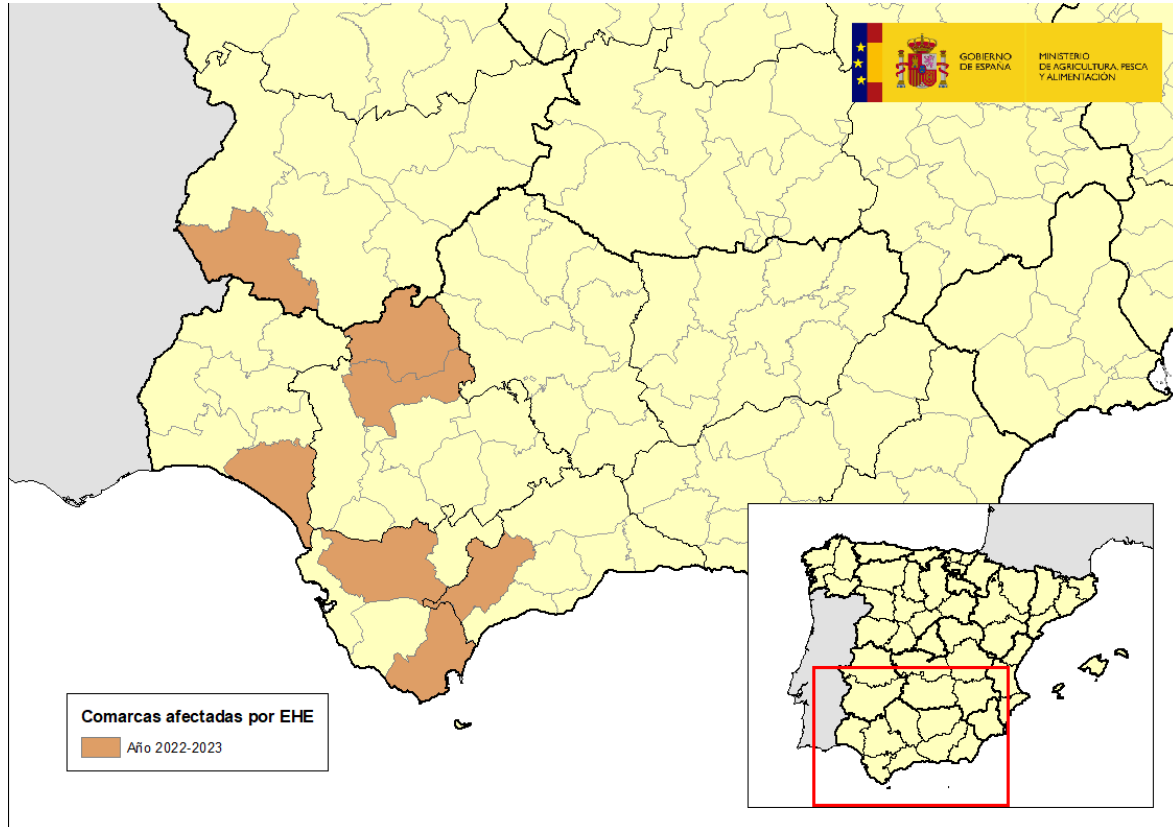 GOBIERNO
DE ESPAÑA
MINISTERIO
DE AGRICULTURA, PESCA
Y ALIMENTACIÓN
Comarcas afectadas por EHE
Año 2022-2023